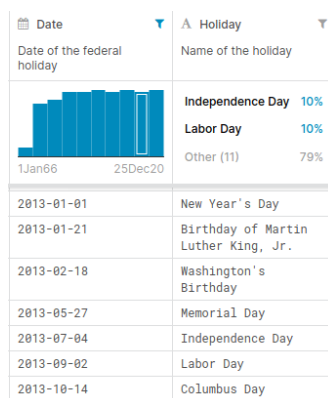 Date
Date of the federal
holiday
1Jan66 25Dec20
A Holiday
Name of the holiday
Independence Day 10%
Labor Day 10%
Other (11) 79%
2013-01-01 New Year's Day
2013-01-21 Birthday of Martin
Luther King, Jr.
2013-02-18 Washington's
Birthday
2013-05-27 Memorial Day
2013-07-04 Independence Day
2013-09-02 Labor Day
2013-10-14 Columbus Day